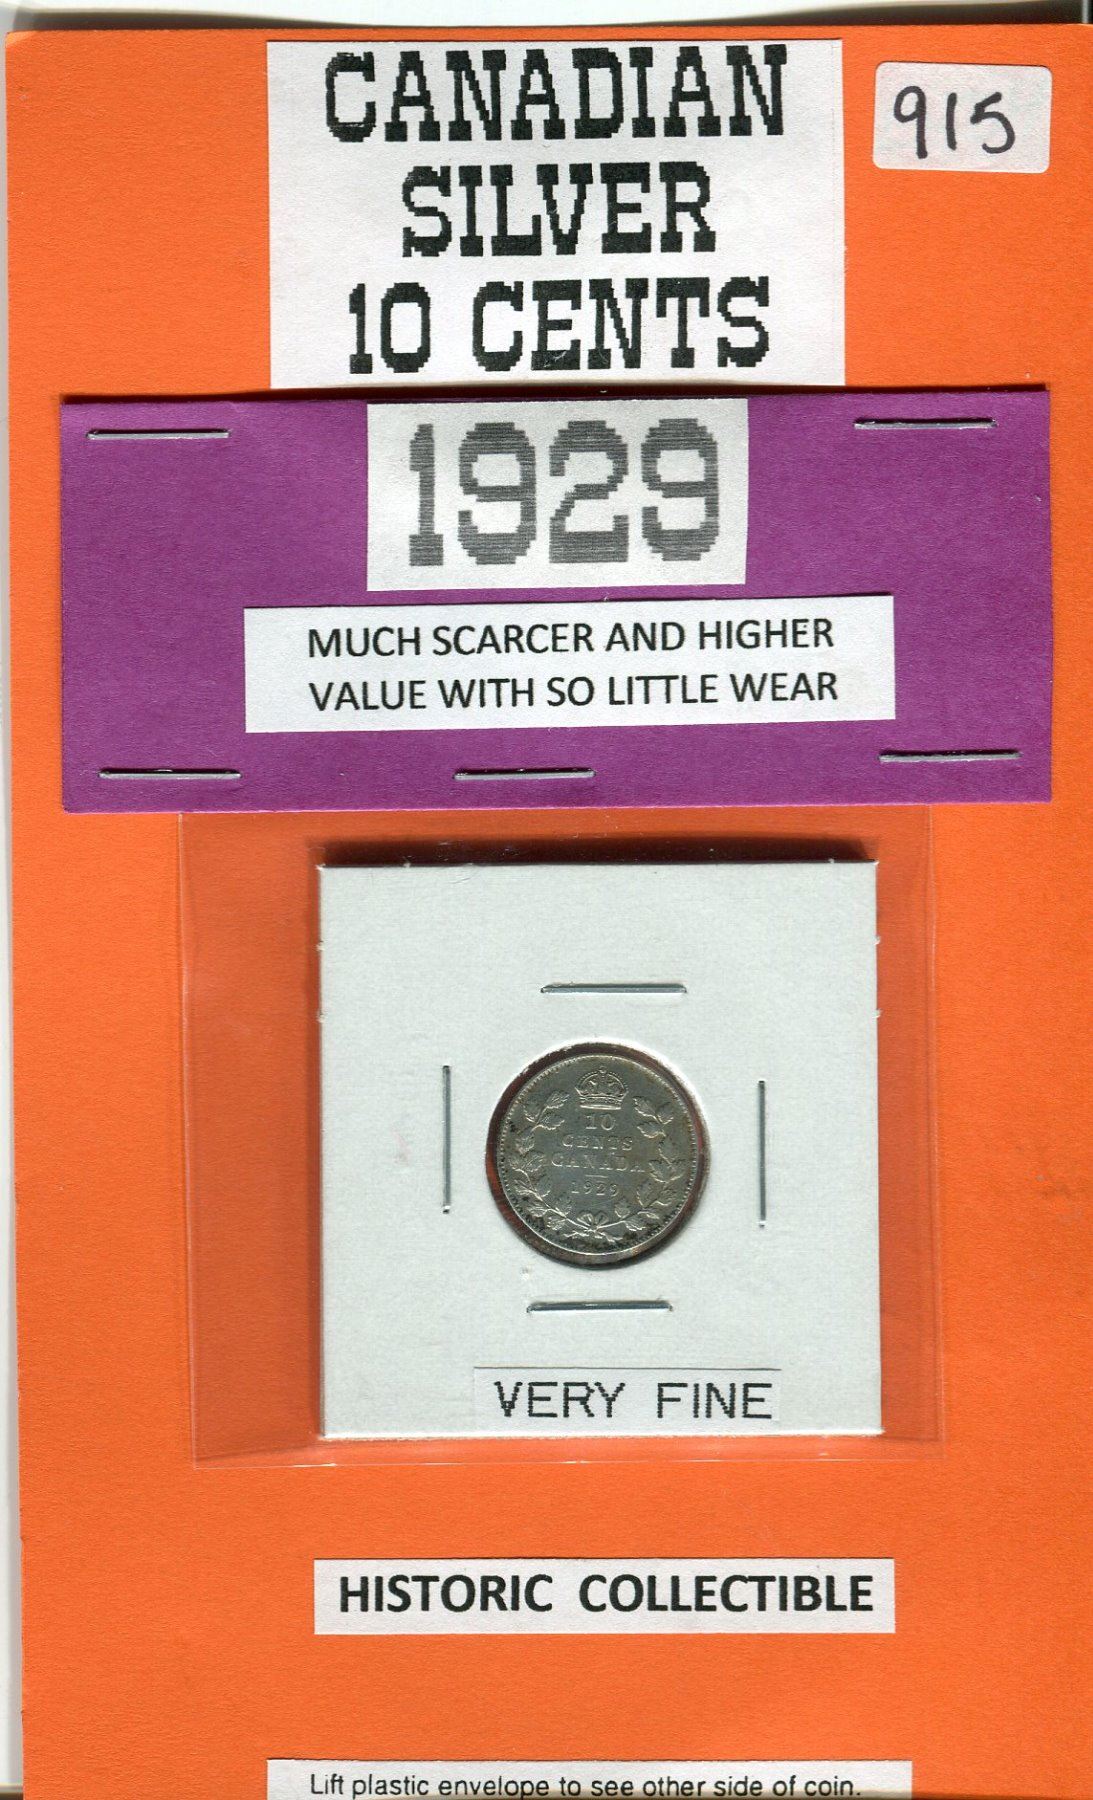 CANADIAN
SILVER
10 CENTS
915
1929
MUCH SCARCER AND HIGHER
VALUE WITH SO LITTLE WEAR
10
CENTS
CANADA
1929
VERY FINE
HISTORIC COLLECTIBLE
Lift plastic envelope to see other side of coin.